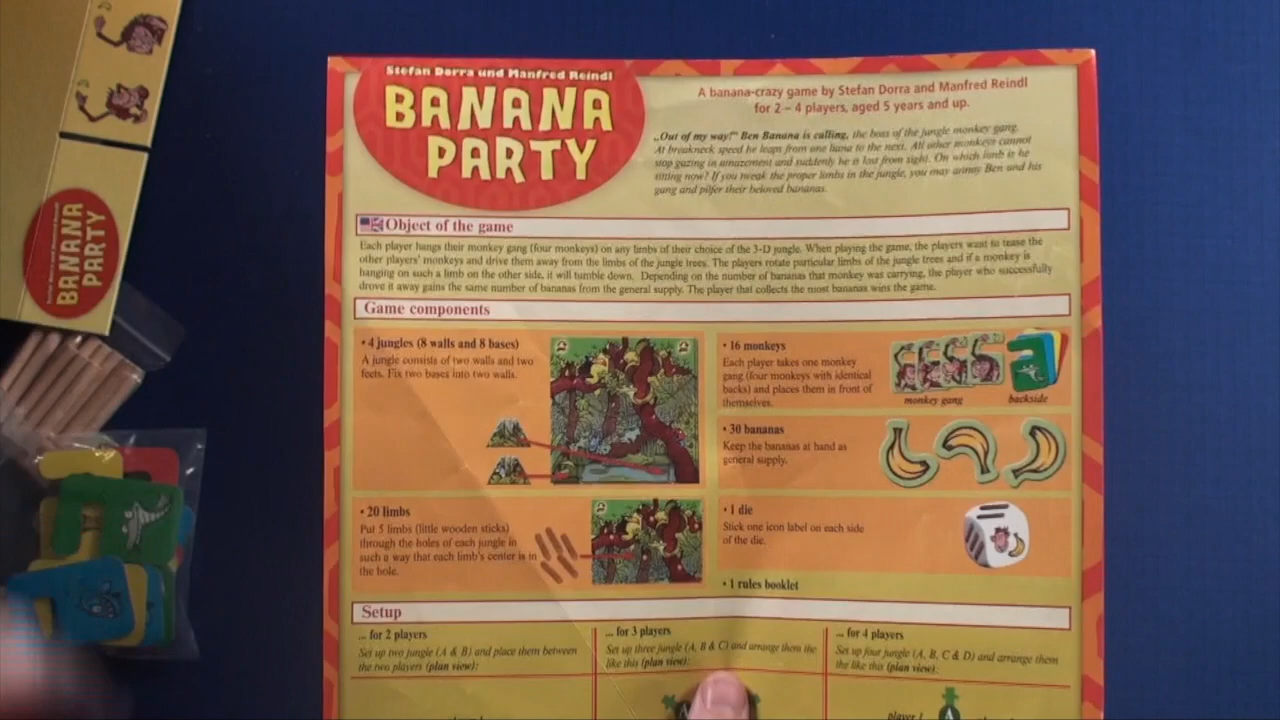 Stefan Dorra und Manfred Reindl
BANANA
PARTY
A banana-crazy game by Stefan Dorra and Manfred Reindl
for 2 – 4 players, aged 5 years and up.
„Out of my way!" Ben Banana is calling, the boss of the jungle monkey gang.
At breakneck speed he leaps from one liana to the next. All other monkeys cannot
stop gazing in amazement and suddenly he is lost from sight. On which limb is he
sitting now? If you tweak the proper limbs in the jungle, you may annoy Ben and his
gang and pilfer their beloved bananas.
Object of the game
Each player hangs their monkey gang (four monkeys) on any limbs of their choice of the 3-D jungle. When playing the game, the players want to tease the
other players' monkeys and drive them away from the limbs of the jungle trees. The players rotate particular limbs of the jungle trees and if a monkey is
hanging on such a limb on the other side, it will tumble down. Depending on the number of bananas that monkey was carrying, the player who successfully
drove it away gains the same number of bananas from the general supply. The player that collects the most bananas wins the game.
Game components
• 4 jungles (8 walls and 8 bases)
A jungle consists of two walls and two
feets. Fix two bases into two walls.
• 16 monkeys
Each player takes one monkey
gang (four monkeys with identical
backs) and places them in front of
themselves.
monkey gang
backside
• 30 bananas
Keep the bananas at hand as
general supply.
• 20 limbs
Put 5 limbs (little wooden sticks)
through the holes of each jungle in
such a way that each limb's center is in
the hole.
• 1 die
Stick one icon label on each side
of the die.
• 1 rules booklet
Setup
... for 2 players
Set up two jungle (A & B) and place them between
the two players (plan view):
... for 3 players
Set up three jungle (A, B & C) and arrange them the
like this (plan view):
... for 4 players
Set up four jungle (A, B, C & D) and arrange them
the like this (plan view):
player 1
A
BANANA
PARTY